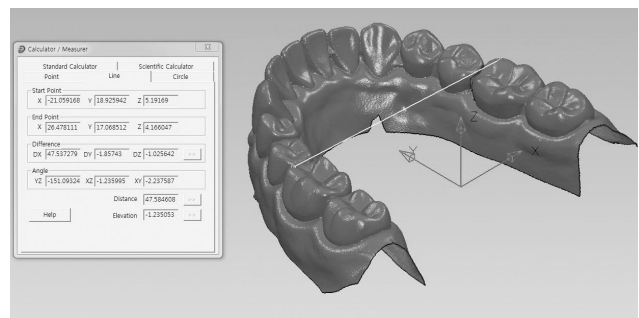 Calculator / Measurer
Standard Calculator Scientific Calculator
Point Line Circle
Start Point
X -21.059168 Y 18.925942 Z 5.19169
End Point
X 26.478111 Y 17.068512 Z 4.166047
Difference
DX 47.537279 DY -1.85743 DZ -1.025642 >>
Angle
YZ -151.09324 XZ -1.235995 XY -2.237587
Distance 47.584608 >>
Help Elevation -1.235053 >>
Z
Y X